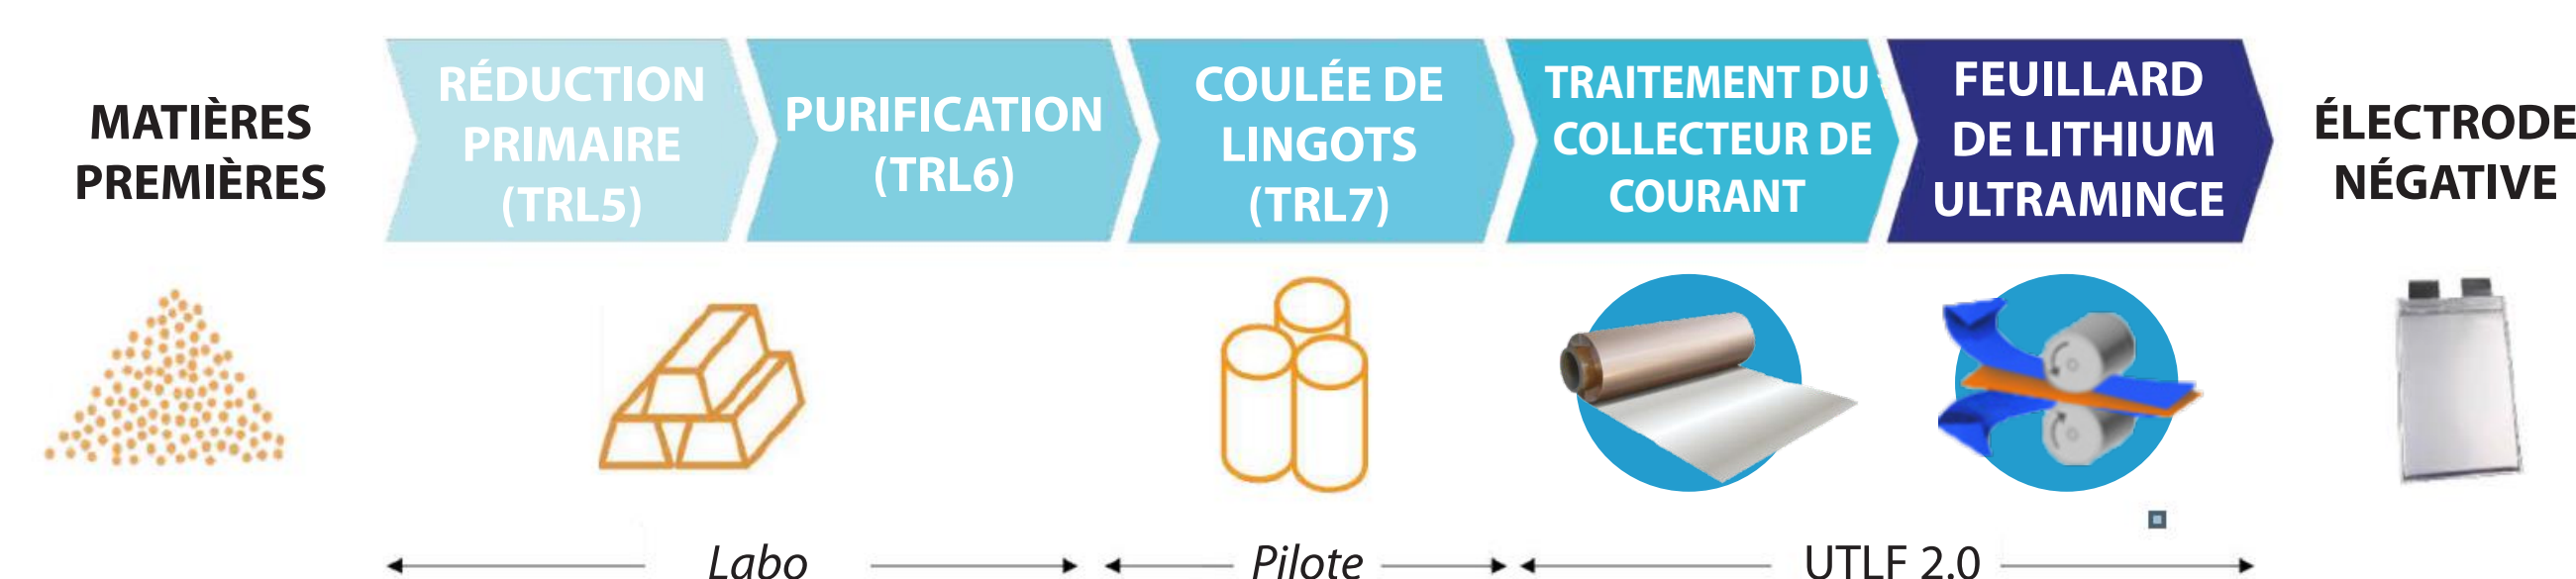 MATIÈRES
PREMIÈRES
RÉDUCTION
PRIMAIRE
(TRL5)
PURIFICATION
(TRL6)
COULÉE DE
LINGOTS
(TRL7)
TRAITEMENT DU
COLLECTEUR DE
COURANT
FEUILLARD
DE LITHIUM
ULTRAMINCE
ÉLECTRODE
NÉGATIVE
Labo
Pilote
UTLF 2.0